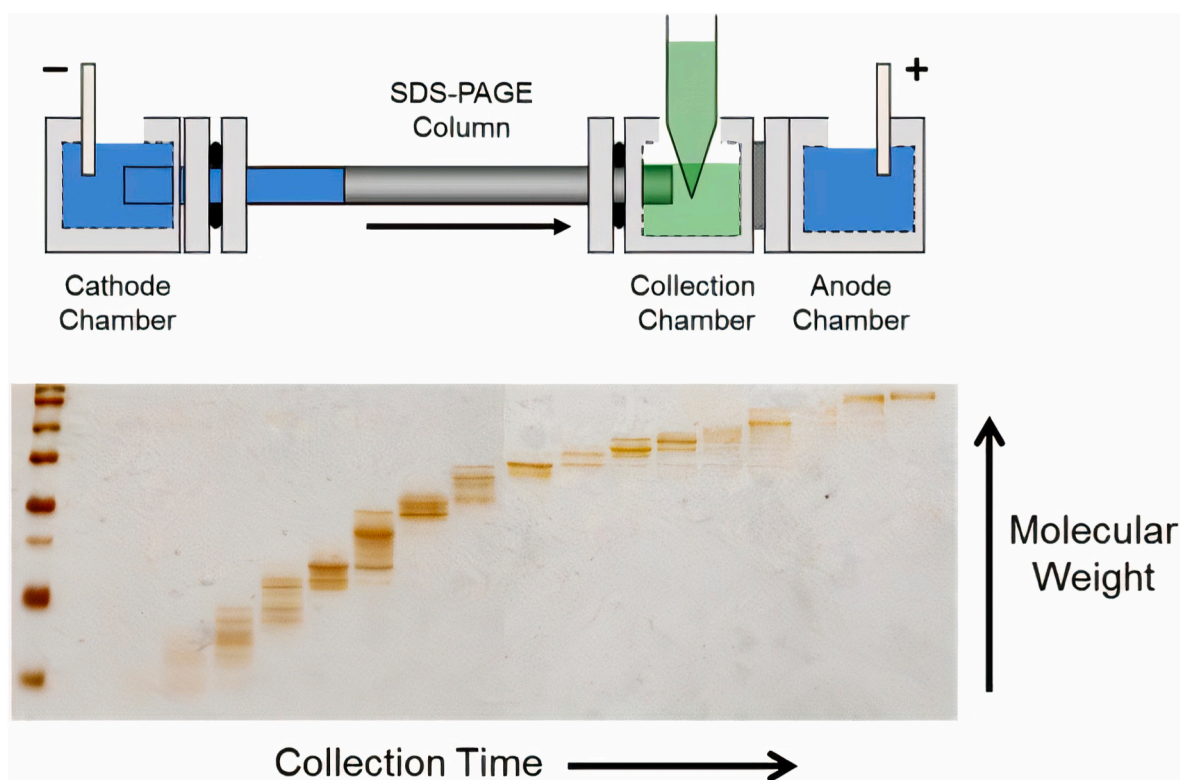 −
+
SDS-PAGE
Column
Cathode
Chamber
Collection
Chamber
Anode
Chamber
Molecular
Weight
Collection Time